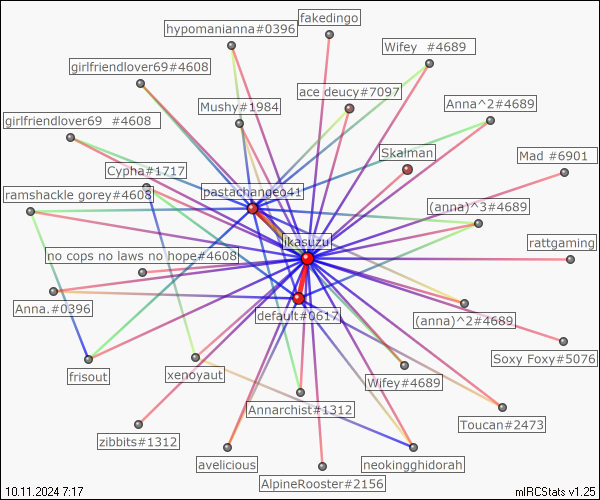 fakedingo
hypomanianna#0396
Wifey  #4689
girlfriendlover69#4608
ace deucy#7097
Mushy#1984
Anna^2#4689
girlfriendlover69  #4608
Skalman
Mad #6901
Cypha#1717
pastachange41
ramshackle gorey#4608
(anna)^3#4689
ikasuzu
rattgaming
no cops no laws no hope#4608
Anna.#0396
default#0617
(anna)^2#4689
Soxy Foxy#5076
frisout
xenoyaut
Wifey#4689
Annarchist#1312
Toucan#2473
zibbits#1312
avelicious
neokingghidorah
AlpineRooster#2156
10.11.2024 7:17
mIRCStats v1.25